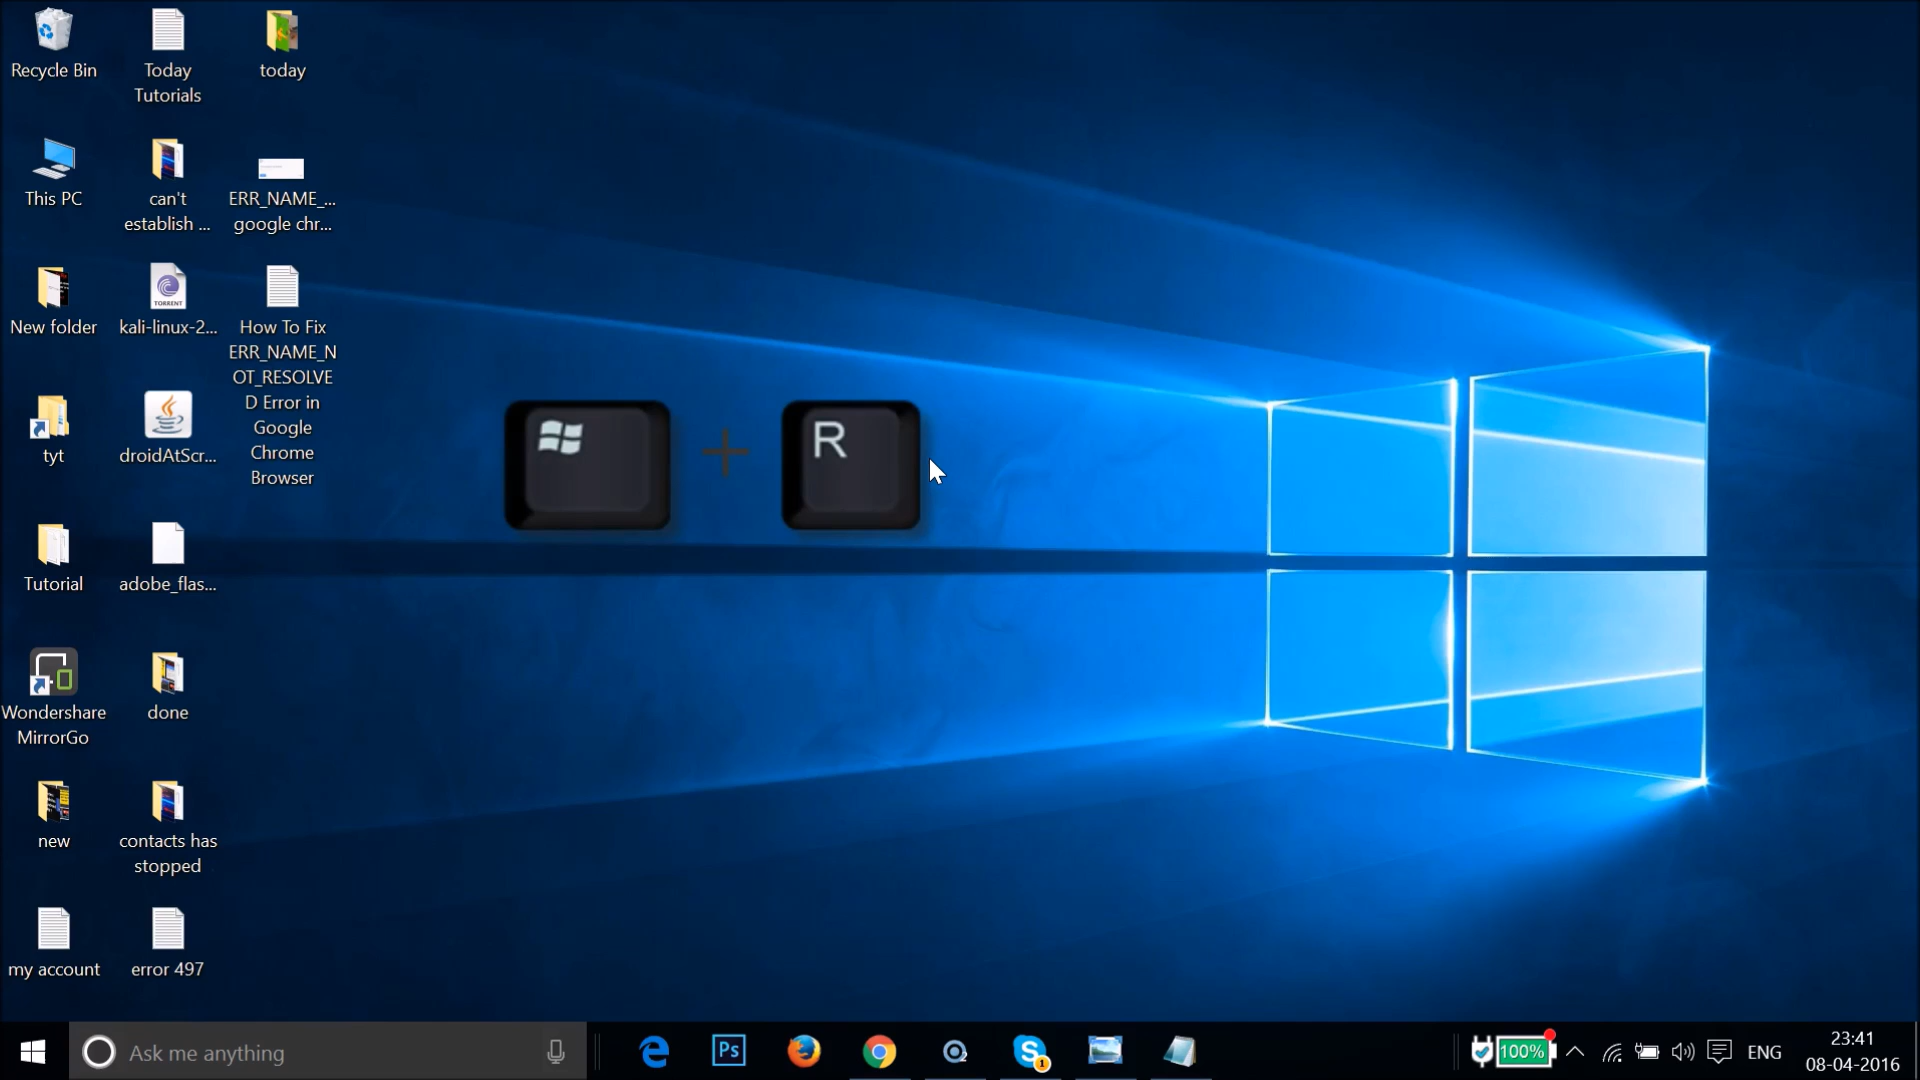 Recycle Bin
Today
Tutorials
today
This PC
can't
establish ...
ERR_NAME_...
google chr...
New folder
TORRENT
kali-linux-2...
How To Fix
ERR_NAME_N
OT_RESOLVE
D Error in
Google
Chrome
Browser
tyt
droidAtScr...
+
R
Tutorial
adobe_flas...
Wondershare
MirrorGo
done
new
contacts has
stopped
my account
error 497
Ask me anything
Ps
S
1
100%
ENG
23:41
08-04-2016